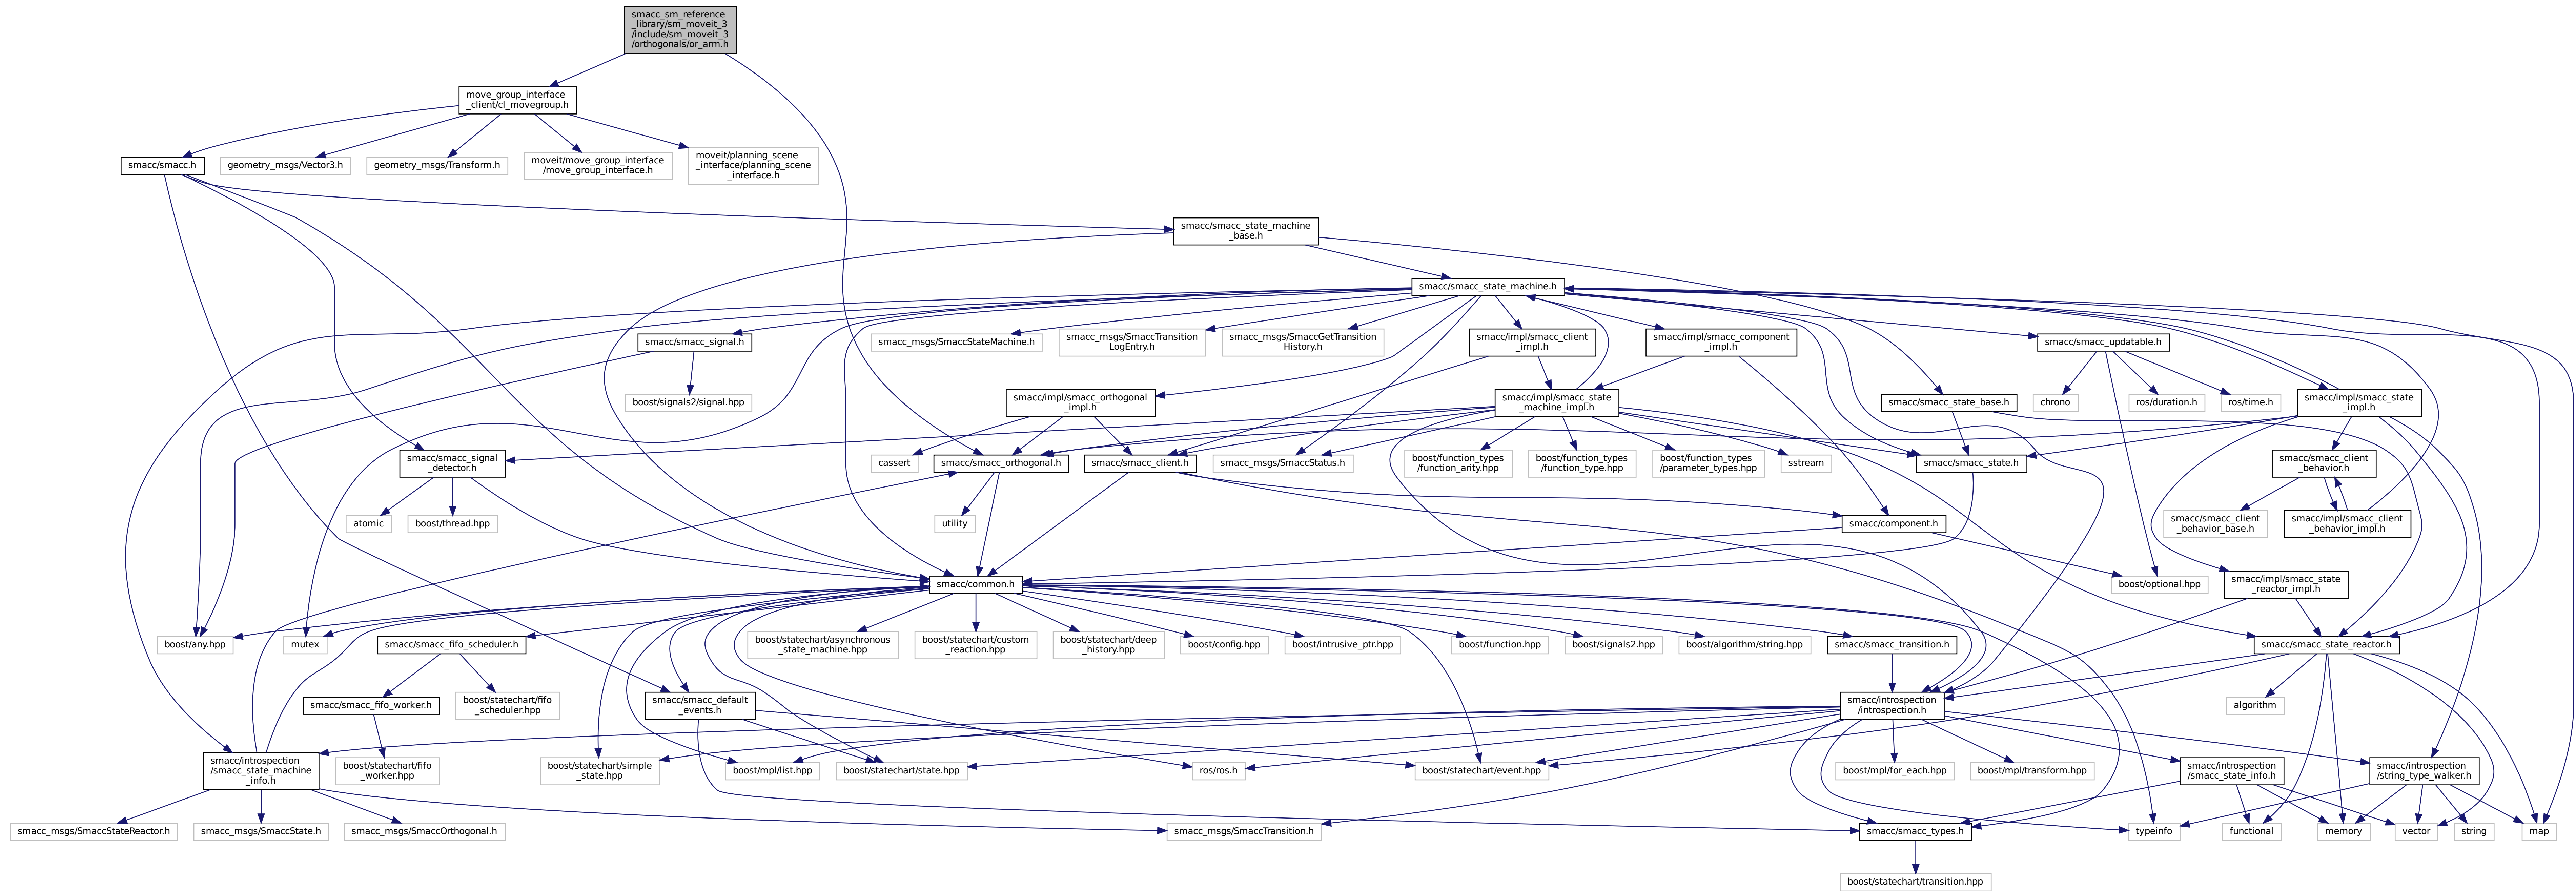 smacc_sm_reference
_library/sm_moveit_3
/include/sm_moveit_3
/orthogonals/or_arm.h
move_group_interface
_client/cl_movegroup.h
smacc/smacc.h
geometry_msgs/Vector3.h
geometry_msgs/Transform.h
moveit/move_group_interface
/move_group_interface.h
moveit/planning_scene
_interface/planning_scene
_interface.h
smacc/smacc_state_machine
_base.h
smacc/smacc_state_machine.h
smacc/smacc_signal.h
smacc_msgs/SmaccStateMachine.h
smacc_msgs/SmaccTransition
LogEntry.h
smacc_msgs/SmaccGetTransition
History.h
smacc/impl/smacc_client
_impl.h
smacc/impl/smacc_component
_impl.h
smacc/smacc_updatable.h
boost/signals2/signal.hpp
smacc/impl/smacc_orthogonal
_impl.h
smacc/impl/smacc_state
_machine_impl.h
smacc/smacc_state_base.h
chrono
ros/duration.h
ros/time.h
smacc/impl/smacc_state
_impl.h
smacc/smacc_signal
_detector.h
cassert
smacc/smacc_orthogonal.h
smacc/smacc_client.h
smacc_msgs/SmaccStatus.h
boost/function_types
/function_arity.hpp
boost/function_types
/function_type.hpp
boost/function_types
/parameter_types.hpp
sstream
smacc/smacc_state.h
smacc/smacc_client
_behavior.h
atomic
boost/thread.hpp
utility
smacc/component.h
smacc/smacc_client
_behavior_base.h
smacc/impl/smacc_client
_behavior_impl.h
smacc/common.h
boost/optional.hpp
smacc/impl/smacc_state
_reactor_impl.h
boost/any.hpp
mutex
smacc/smacc_fifo_scheduler.h
boost/statechart/asynchronous
_state_machine.hpp
boost/statechart/custom
_reaction.hpp
boost/statechart/deep
_history.hpp
boost/config.hpp
boost/intrusive_ptr.hpp
boost/function.hpp
boost/signals2.hpp
boost/algorithm/string.hpp
smacc/smacc_transition.h
smacc/smacc_state_reactor.h
smacc/smacc_fifo_worker.h
boost/statechart/fifo
_scheduler.hpp
smacc/smacc_default
_events.h
smacc/introspection
/introspection.h
algorithm
smacc/introspection
/smacc_state_machine
_info.h
boost/statechart/fifo
_worker.hpp
boost/statechart/simple
_state.hpp
boost/mpl/list.hpp
boost/statechart/state.hpp
ros/ros.h
boost/statechart/event.hpp
boost/mpl/for_each.hpp
boost/mpl/transform.hpp
smacc/introspection
/smacc_state_info.h
smacc/introspection
/string_type_walker.h
smacc_msgs/SmaccStateReactor.h
smacc_msgs/SmaccState.h
smacc_msgs/SmaccOrthogonal.h
smacc_msgs/SmaccTransition.h
smacc/smacc_types.h
typeinfo
functional
memory
vector
string
map
boost/statechart/transition.hpp